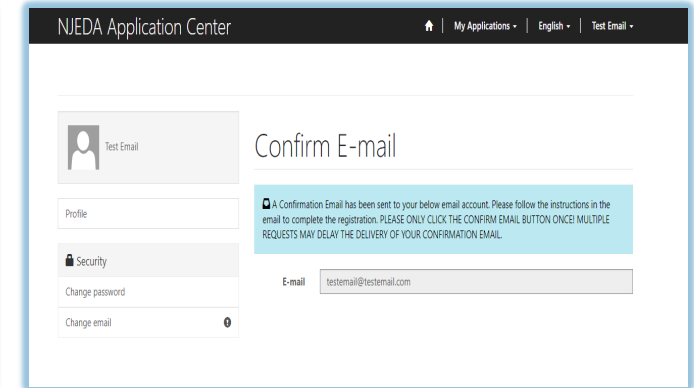 NJEDA Application Center
My Applications
English
Test Email
Test Email
Confirm E-mail
A Confirmation Email has been sent to your below email account. Please follow the instructions in the
email to complete the registration. PLEASE ONLY CLICK THE CONFIRM EMAIL BUTTON ONCE! MULTIPLE
REQUESTS MAY DELAY THE DELIVERY OF YOUR CONFIRMATION EMAIL.
Profile
Security
Change password
Change email
E-mail testemail@testemail.com